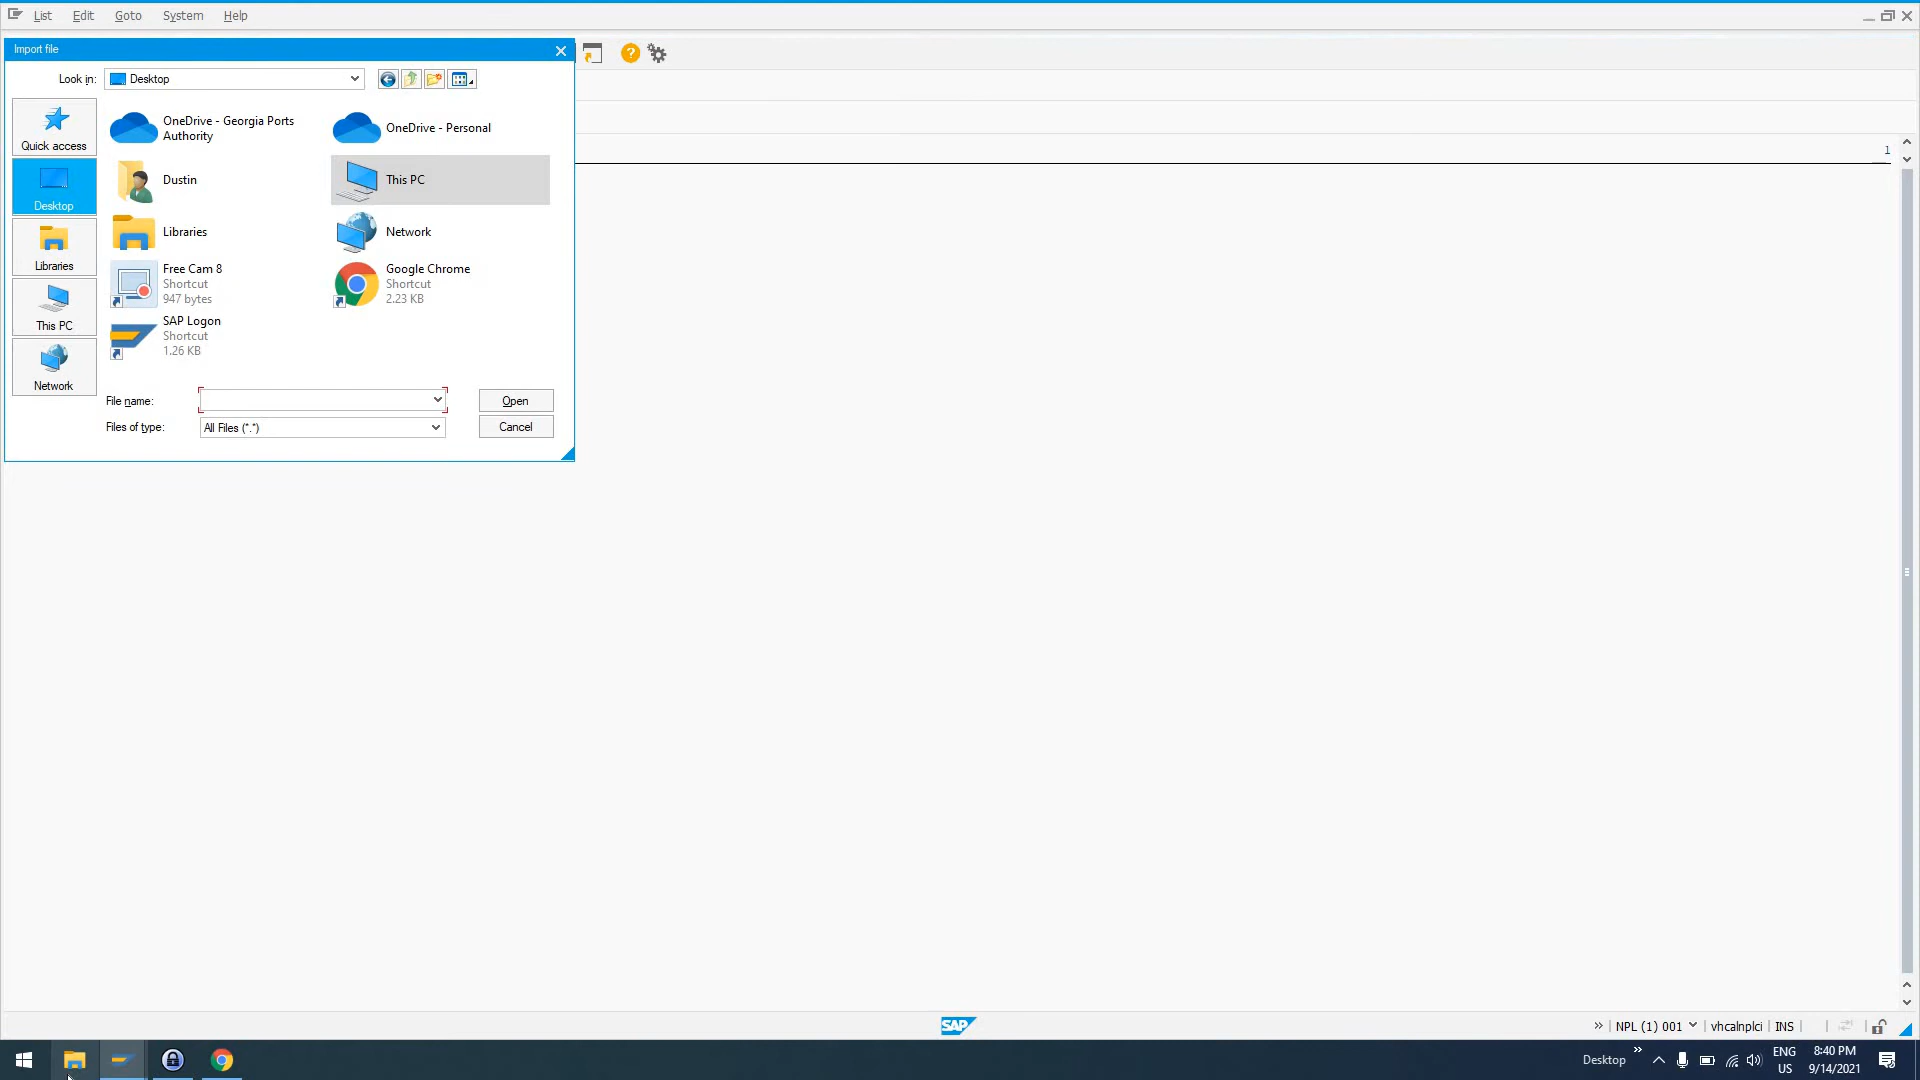 List Edit Goto System Help
Import file
Look in: Desktop
Quick access
Desktop
Libraries
This PC
Network
OneDrive - Georgia Ports
Authority
OneDrive - Personal
Dustin
This PC
Libraries
Network
Free Cam 8
Shortcut
947 bytes
Google Chrome
Shortcut
2.23 KB
SAP Logon
Shortcut
1.26 KB
File name:
Open
Files of type: All Files (*.*)
Cancel
1
SAP
NPL (1) 001 vhcalnplci INS
Desktop
ENG
US
8:40 PM
9/14/2021